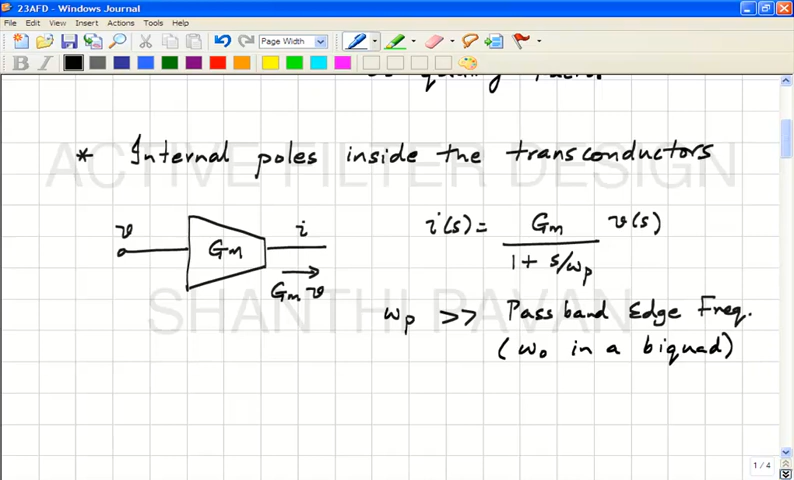 23AFD - Windows Journal
File Edit View Insert Actions Tools Help
Page Width
B I
* Internal poles inside the transconductors
ACTIVE FILTER DESIGN
v
Gm
i
Gm v
i(s) = Gm / (1 + s/ωp) v(s)
ωp >> Passband Edge Freq.
(ω₀ in a biquad)
SHANTHI PAVAN
1 / 4